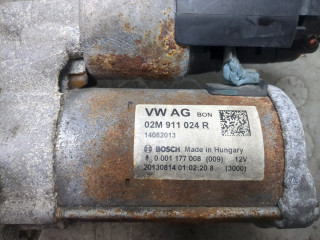 VW AG BON
02M 911 024 R
14082013
BOSCH Made in Hungary
0 001 177 008 (009) 12V
20130814 01:02:20 8 (3000)